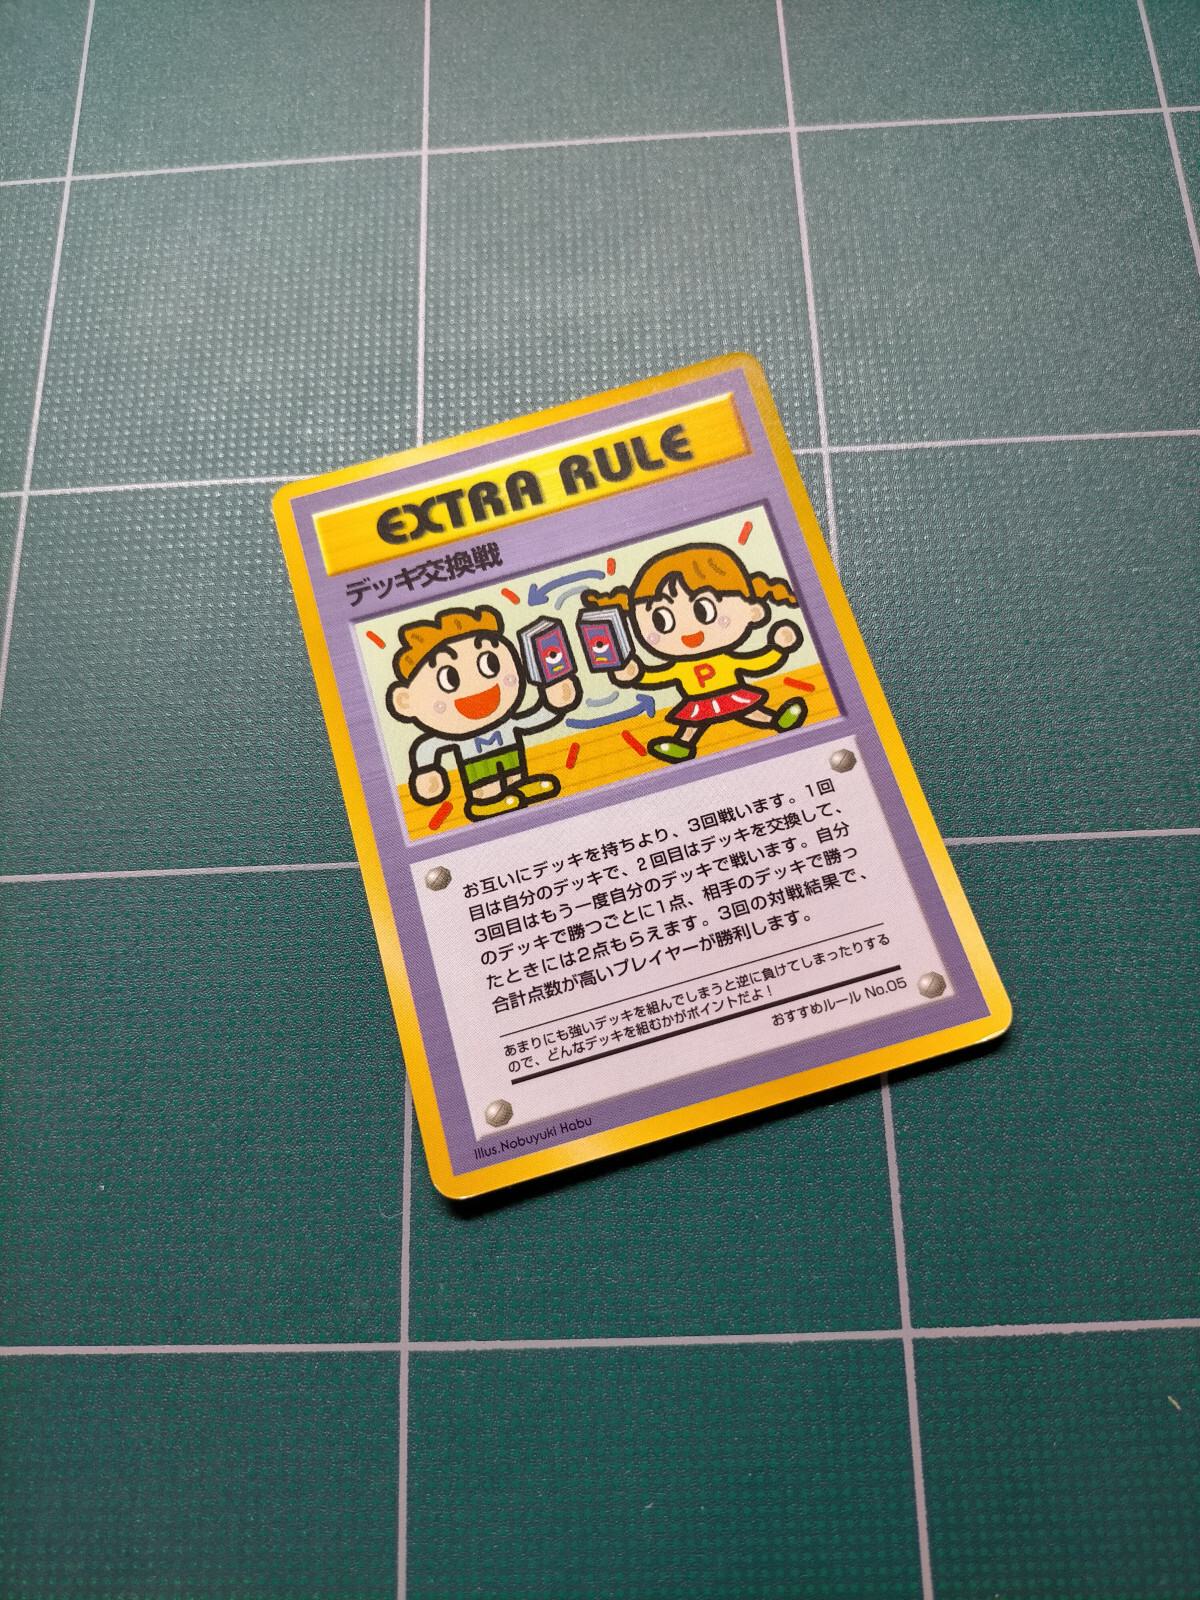 EXTRA RULE
デッキ交換戦
M
P
お互いにデッキを持ちより、3回戦います。1回
目は自分のデッキで、2回目はデッキを交換して、
3回目はもう一度自分のデッキで戦います。自分
のデッキで勝つごとに1点、相手のデッキで勝っ
たときには2点もらえます。3回の対戦結果で、
合計点数が高いプレイヤーが勝利します。
あまりにも強いデッキを組んでしまうと逆に負けてしまったりする
ので、どんなデッキを組むかがポイントだよ！
おすすめルール No.05
Illus.Nobuyuki Habu